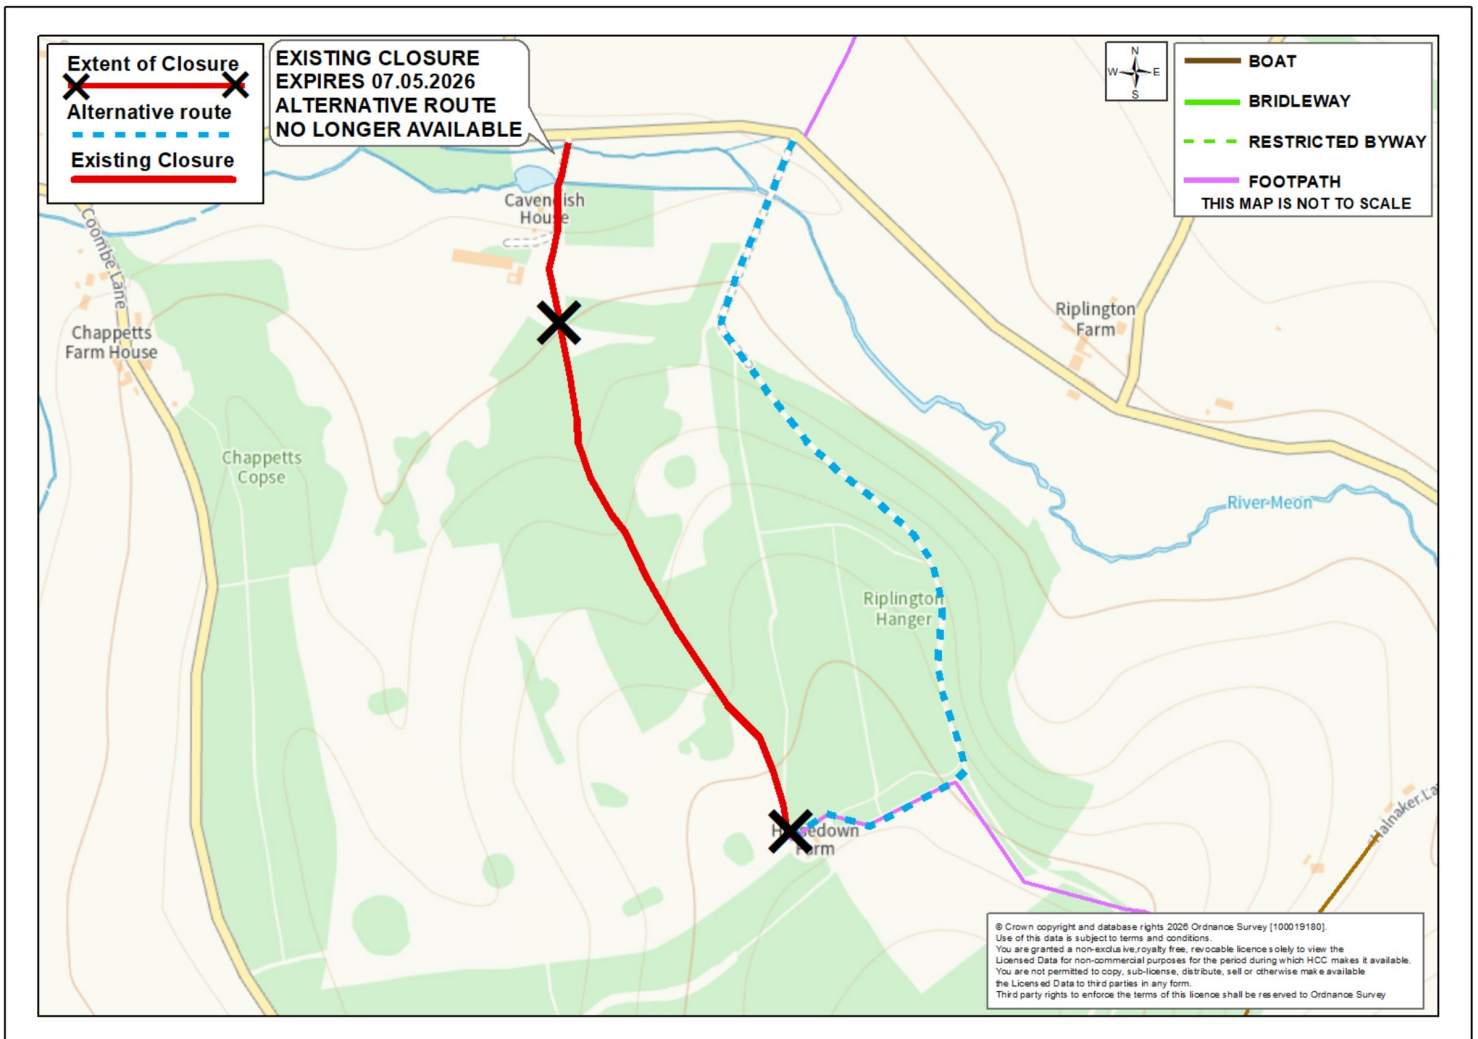 Extent of Closure
Alternative route
Existing Closure
EXISTING CLOSURE
EXPIRES 07.05.2026
ALTERNATIVE ROUTE
NO LONGER AVAILABLE
N
W E
S
BOAT
BRIDLEWAY
RESTRICTED BYWAY
FOOTPATH
THIS MAP IS NOT TO SCALE
Coombe Lane
Cavendish
House
Chappetts
Farm House
Riplington
Farm
Chappetts
Copse
River Meon
Riplington
Hanger
Farm
© Crown copyright and database rights 2026 Ordnance Survey [100019180].
Use of this data is subject to terms and conditions.
You are granted a non-exclusive,royalty free, revocable licence solely to view the
Licensed Data for non-commercial purposes for the period during which HCC makes it available.
You are not permitted to copy, sub-license, distribute, sell or otherwise make available
the Licensed Data to third parties in any form.
Third party rights to enforce the terms of this licence shall be reserved to Ordnance Survey